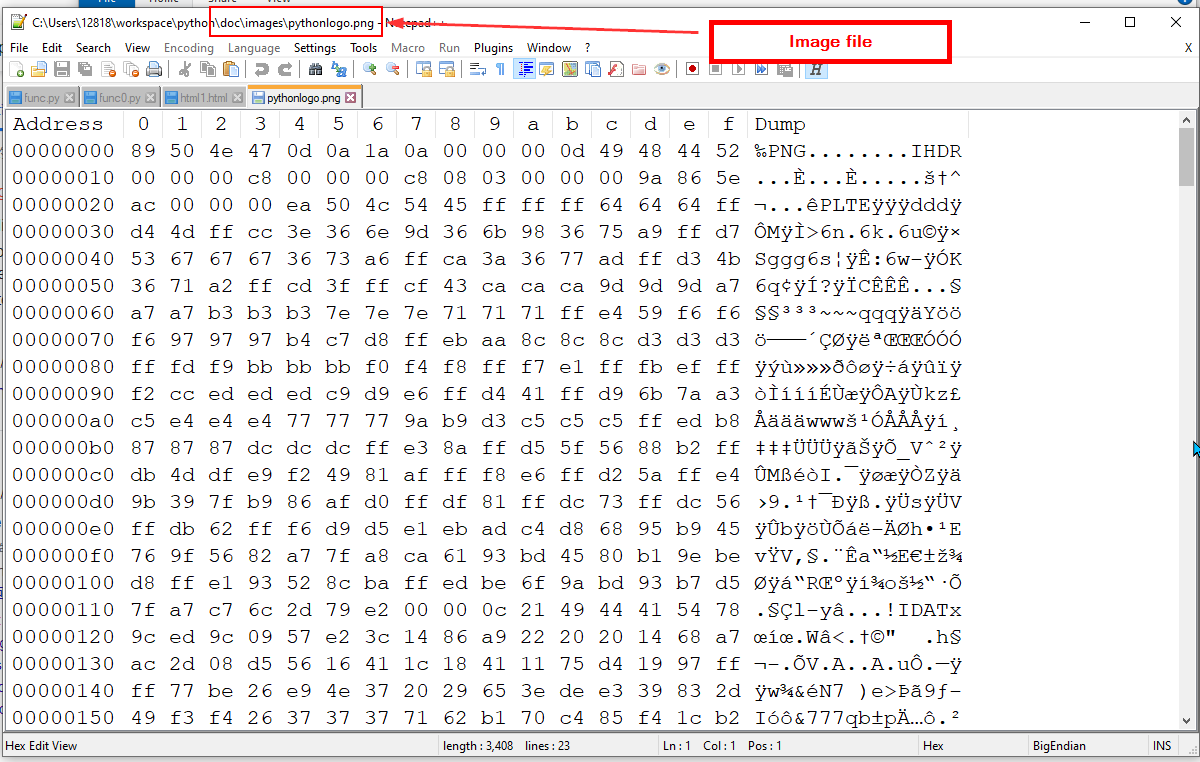 C:\Users\12818\workspace\python\doc\images\pythonlogo.png - Notepad++
Image file
File Edit Search View Encoding Language Settings Tools Macro Run Plugins Window ? X
func.py func0.py html1.html pythonlogo.png
Address 0 1 2 3 4 5 6 7 8 9 a b c d e f Dump
00000000 89 50 4e 47 0d 0a 1a 0a 00 00 00 0d 49 48 44 52 ‰PNG........IHDR
00000010 00 00 00 c8 00 00 00 c8 08 03 00 00 00 9a 86 5e ...È...È.....š†^
00000020 ac 00 00 00 ea 50 4c 54 45 ff ff ff 64 64 64 ff ¬...êPLTEÿÿÿdddÿ
00000030 d4 4d ff cc 3e 36 6e 9d 36 6b 98 36 75 a9 ff d7 ÔMÿÌ>6n.6k.6u©ÿ×
00000040 53 67 67 67 36 73 a6 ff ca 3a 36 77 ad ff d3 4b Sggg6s¦ÿÊ:6w-ÿÓK
00000050 36 71 a2 ff cd 3f ff cf 43 ca ca ca 9d 9d 9d a7 6q¢ÿÍ?ÿÏCÊÊÊ...§
00000060 a7 a7 b3 b3 b3 7e 7e 7e 71 71 71 ff e4 59 f6 f6 §§³³³~~~qqqÿäYöö
00000070 f6 97 97 97 b4 c7 d8 ff eb aa 8c 8c 8c d3 d3 d3 ö———´ÇØÿëªŒŒŒÓÓÓ
00000080 ff fd f9 bb bb bb f0 f4 f8 ff f7 e1 ff fb ef ff ÿýù»»»ðôøÿ÷áÿûïÿ
00000090 f2 cc ed ed ed c9 d9 e6 ff d4 41 ff d9 6b 7a a3 òÌíííÉÙæÿÔAÿÙkz£
000000a0 c5 e4 e4 e4 77 77 77 9a b9 d3 c5 c5 c5 ff ed b8 Åäääwwwš¹ÓÅÅÅÿí¸
000000b0 87 87 87 dc dc dc ff e3 8a ff d5 5f 56 88 b2 ff ‡‡‡ÜÜÜÿãŠÿÕ_Vˆ²ÿ
000000c0 db 4d df e9 f2 49 81 af ff f8 e6 ff d2 5a ff e4 ÛMßéòI.¯ÿøæÿÒZÿä
000000d0 9b 39 7f b9 86 af d0 ff df 81 ff dc 73 ff dc 56 ›9.¹†¯Ðÿß.ÿÜsÿÜV
000000e0 ff db 62 ff f6 d9 d5 e1 eb ad c4 d8 68 95 b9 45 ÿÛbÿöÙÕáë-ÄØh•¹E
000000f0 76 9f 56 82 a7 7f a8 ca 61 93 bd 45 80 b1 9e be vŸV‚§.¨Êa“½E€±ž¾
00000100 d8 ff e1 93 52 8c ba ff ed be 6f 9a bd 93 b7 d5 Øÿá“RŒºÿí¾oš½“·Õ
00000110 7f a7 c7 6c 2d 79 e2 00 00 0c 21 49 44 41 54 78 .§Çl-yâ...!IDATx
00000120 9c ed 9c 09 57 e2 3c 14 86 a9 22 20 20 14 68 a7 œíœ.Wâ<.†©"  .h§
00000130 ac 2d 08 d5 56 16 41 1c 18 41 11 75 d4 19 97 ff ¬-.ÕV.A..A.uÔ.—ÿ
00000140 ff 77 be 26 e9 4e 37 20 29 65 3e de e3 39 83 2d ÿw¾&éN7 )e>Þã9ƒ-
00000150 49 f3 f4 26 37 37 37 71 62 b1 70 c4 85 f4 1c b2 Ióô&777qb±pÄ…ô.²
Hex Edit View length : 3,408 lines : 23 Ln : 1 Col : 1 Pos : 1 Hex BigEndian INS